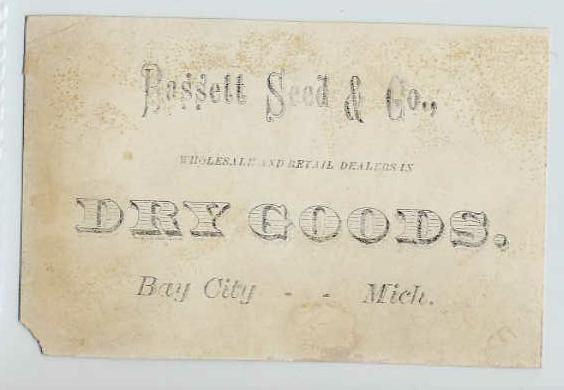 Bassett Seed & Co.,
WHOLESALE AND RETAIL DEALERS IN
DRY GOODS.
Bay City - - Mich.